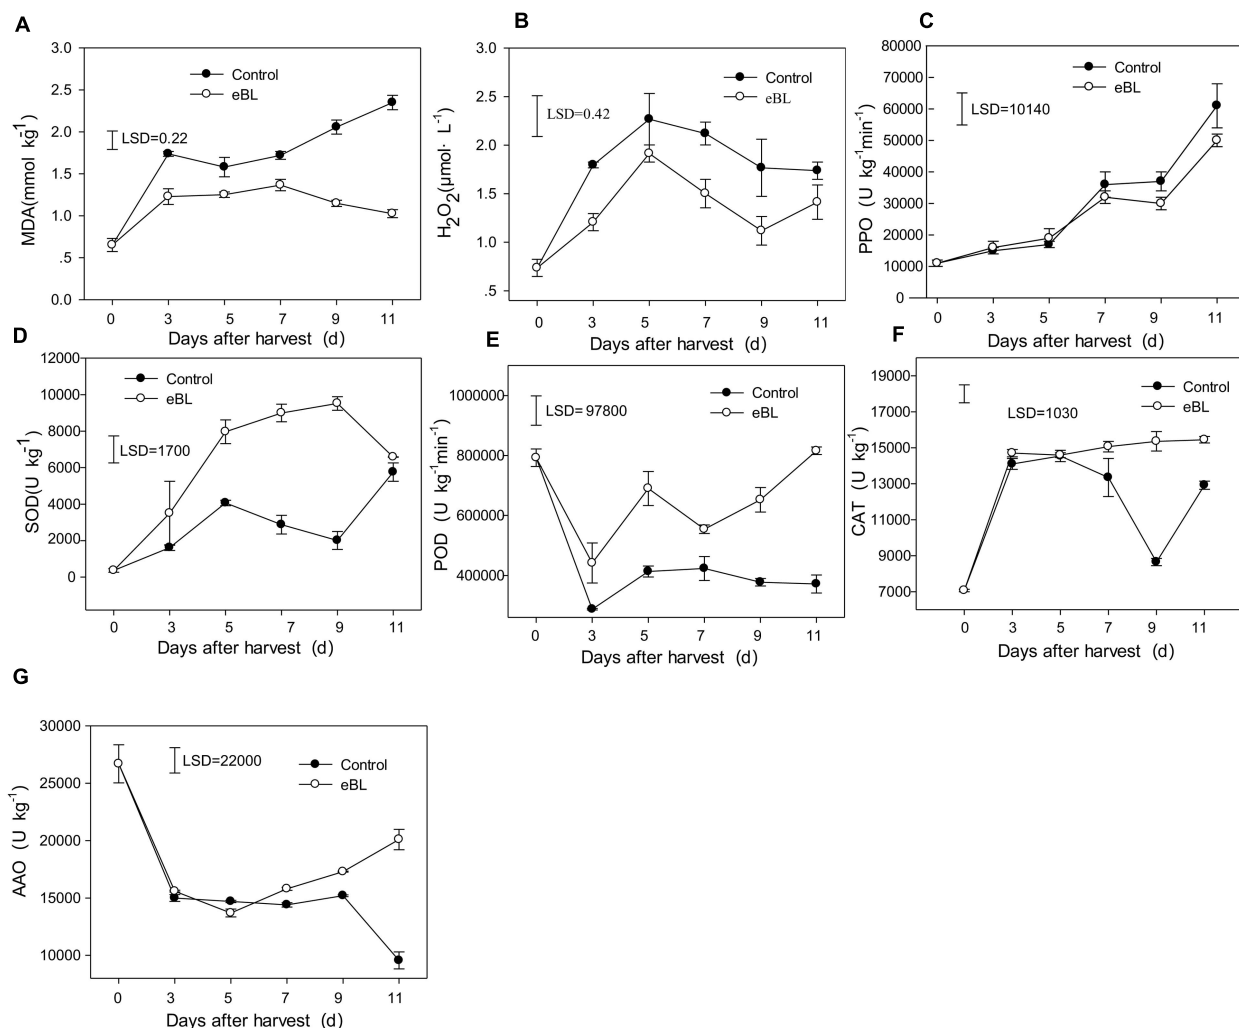 A
3.0
2.5
2.0
1.5
1.0
0.5
0.0
MDA(mmol kg-1)
Control
eBL
LSD=0.22
0 3 5 7 9 11
Days after harvest (d)
B
3.0
2.5
2.0
1.5
1.0
.5
H2O2(μmol· L-1)
Control
eBL
LSD=0.42
0 3 5 7 9 11
Days after harvest (d)
C
80000
70000
60000
50000
40000
30000
20000
10000
0
PPO (U kg-1min-1)
Control
eBL
LSD=10140
0 3 5 7 9 11
Days after harvest (d)
D
12000
10000
8000
6000
4000
2000
0
SOD(U kg-1)
Control
eBL
LSD=1700
0 3 5 7 9 11
Days after harvest (d)
E
1000000
800000
600000
400000
POD (U kg-1min-1)
Control
eBL
LSD= 97800
0 3 5 7 9 11
Days after harvest (d)
F
19000
17000
15000
13000
11000
9000
7000
CAT (U kg-1)
Control
eBL
LSD=1030
0 3 5 7 9 11
Days after harvest (d)
G
30000
25000
20000
15000
10000
AAO (U kg-1)
LSD=22000
Control
eBL
0 3 5 7 9 11
Days after harvest (d)